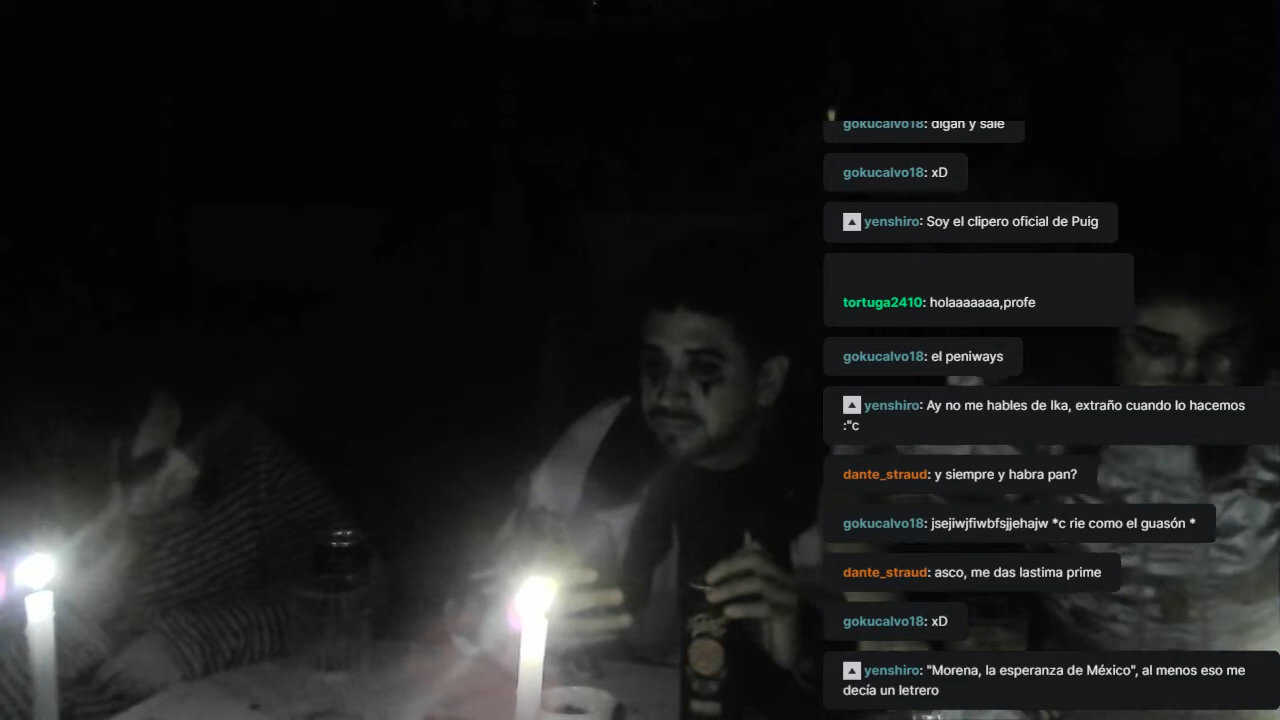 gokucalvo18: digan y sale
gokucalvo18: xD
yenshiro: Soy el clipero oficial de Puig
tortuga2410: holaaaaaaa,profe
gokucalvo18: el peniways
yenshiro: Ay no me hables de Ika, extraño cuando lo hacemos
:"c
dante_straud: y siempre y habra pan?
gokucalvo18: jsejiwjfiwbfsjjehajw *c rie como el guasón *
dante_straud: asco, me das lastima prime
gokucalvo18: xD
yenshiro: "Morena, la esperanza de México", al menos eso me
decía un letrero